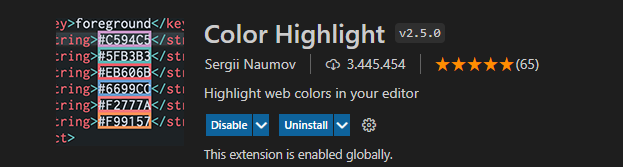 ey>foreground</key
ring>#C594C5</str
ring>#5FB3B3</str
ring>#EB606B</str
ring>#6699CC</str
ring>#F2777A</str
ring>#F99157</str
ct>
Color Highlight v2.5.0
Sergii Naumov 3.445.454 (65)
Highlight web colors in your editor
Disable Uninstall
This extension is enabled globally.